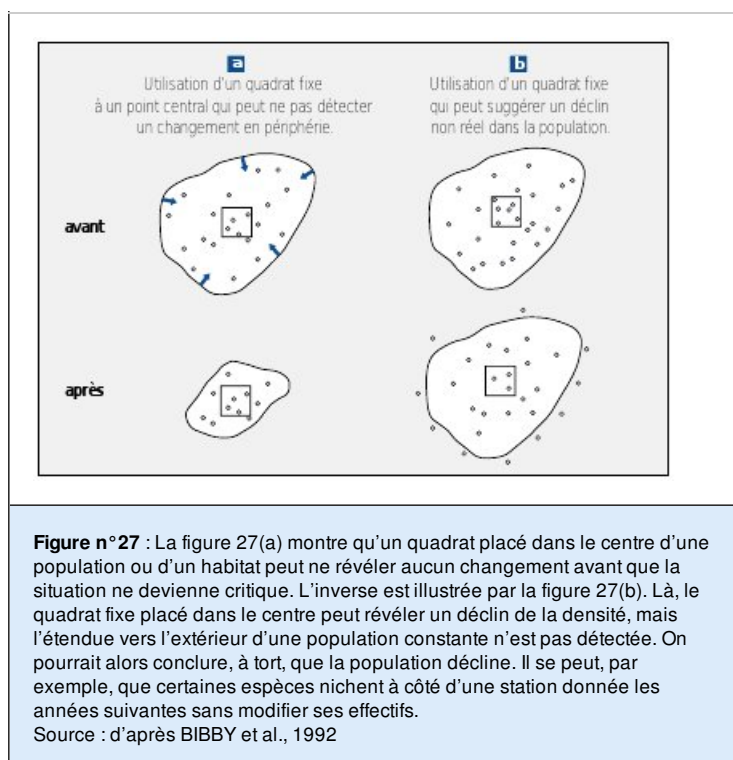 a
Utilisation d'un quadrat fixe
à un point central qui peut ne pas détecter
un changement en périphérie.
b
Utilisation d'un quadrat fixe
qui peut suggérer un déclin
non réel dans la population.
avant
après
Figure n°27 : La figure 27(a) montre qu'un quadrat placé dans le centre d'une
population ou d'un habitat peut ne révéler aucun changement avant que la
situation ne devienne critique. L'inverse est illustrée par la figure 27(b). Là, le
quadrat fixe placé dans le centre peut révéler un déclin de la densité, mais
l'étendue vers l'extérieur d'une population constante n'est pas détectée. On
pourrait alors conclure, à tort, que la population décline. Il se peut, par
exemple, que certaines espèces nichent à côté d'une station donnée les
années suivantes sans modifier ses effectifs.
Source : d'après BIBBY et al., 1992